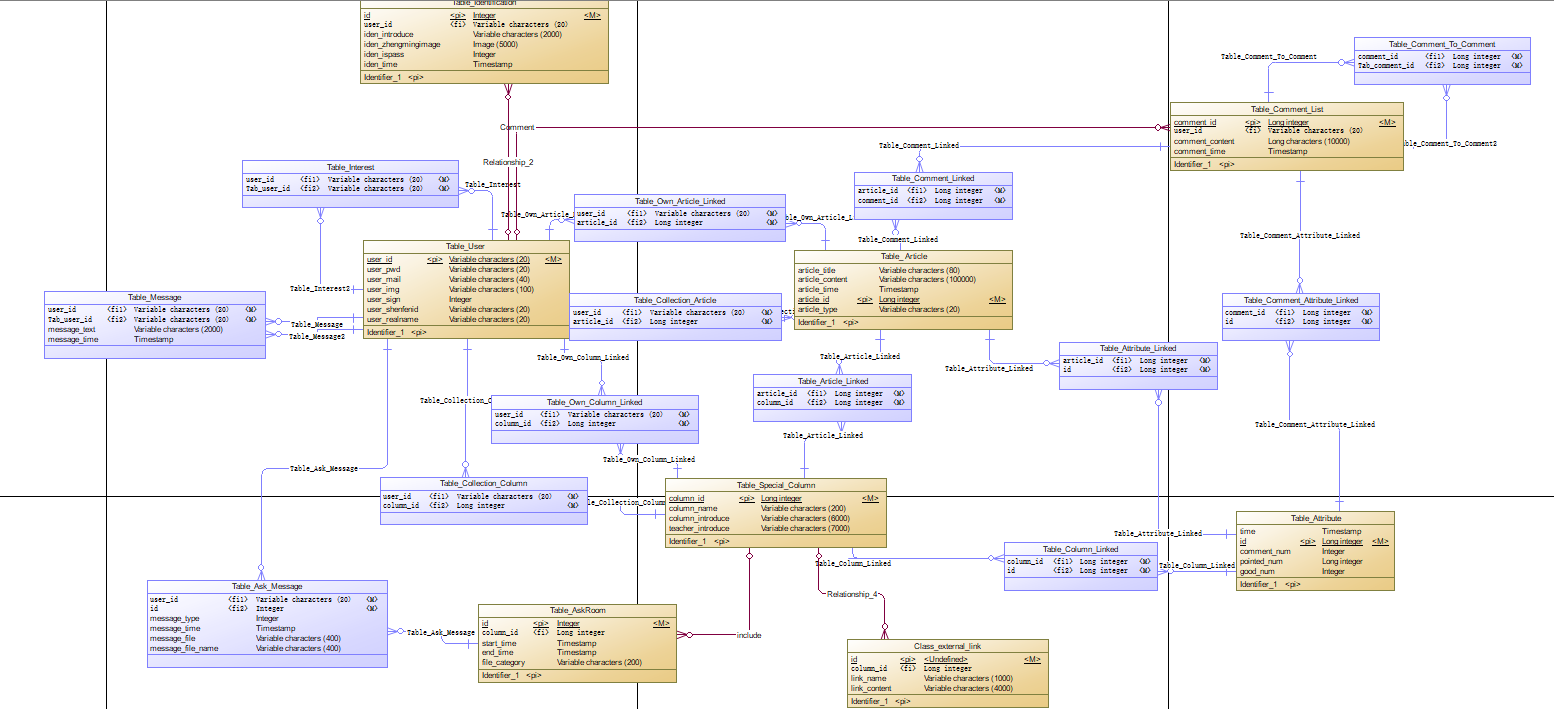 Table_Identification
id <pi> Integer <M>
user_id <fi> Variable characters (20)
iden_introduce Variable characters (2000)
iden_zhengmingimage Image (5000)
iden_ispass Integer
iden_time Timestamp
Identifier_1 <pi>
Table_Comment_To_Comment
comment_id <fi1> Long integer <M>
Tab_comment_id <fi2> Long integer <M>
Table_Comment_To_Comment
Table_Comment_List
comment_id <pi> Long integer <M>
user_id <fi> Variable characters (20)
comment_content Long characters (10000)
comment_time Timestamp
Identifier_1 <pi>
ble_Comment_To_Comment2
Comment
Relationship_2
Table_Comment_Linked
Table_Interest
user_id <fi1> Variable characters (20) <M>
Tab_user_id <fi2> Variable characters (20) <M>
Table_Interest
Table_Comment_Linked
article_id <fi1> Long integer <M>
comment_id <fi2> Long integer <M>
Table_Own_Article_Linked
user_id <fi1> Variable characters (20) <M>
article_id <fi2> Long integer <M>
Table_Own_Article_
ble_Own_Article_L
Table_Comment_Linked
Table_Comment_Attribute_Linked
Table_User
user_id <pi> Variable characters (20) <M>
user_pwd Variable characters (20)
user_mail Variable characters (40)
user_img Variable characters (100)
user_sign Integer
user_shenfenid Variable characters (20)
user_realname Variable characters (20)
Identifier_1 <pi>
Table_Article
article_title Variable characters (80)
article_content Variable characters (100000)
article_time Timestamp
article_id <pi> Long integer <M>
article_type Variable characters (20)
Identifier_1 <pi>
Table_Interest2
Table_Message
user_id <fi1> Variable characters (20) <M>
Tab_user_id <fi2> Variable characters (20) <M>
message_text Variable characters (2000)
message_time Timestamp
Table_Message
Table_Message2
Table_Collection_Article
user_id <fi1> Variable characters (20) <M>
article_id <fi2> Long integer <M>
Table_Comment_Attribute_Linked
comment_id <fi1> Long integer <M>
id <fi2> Long integer <M>
Table_Own_Column_Linked
Table_Article_Linked
Table_Attribute_Linked
Table_Attribute_Linked
article_id <fi1> Long integer <M>
id <fi2> Long integer <M>
Table_Article_Linked
article_id <fi1> Long integer <M>
column_id <fi2> Long integer <M>
Table_Collection_C
Table_Own_Column_Linked
user_id <fi1> Variable characters (20) <M>
column_id <fi2> Long integer <M>
Table_Comment_Attribute_Linked
Table_Article_Linked
Table_Own_Column_Linked
Table_Ask_Message
Table_Collection_Column
user_id <fi1> Variable characters (20) <M>
column_id <fi2> Long integer <M>
le_Collection_Column
Table_Special_Column
column_id <pi> Long integer <M>
column_name Variable characters (200)
column_introduce Variable characters (6000)
teacher_introduce Variable characters (7000)
Identifier_1 <pi>
Table_Attribute
time Timestamp
id <pi> Long integer <M>
comment_num Integer
pointed_num Long integer
good_num Integer
Identifier_1 <pi>
Table_Attribute_Linked
Table_Column_Linked
Table_Column_Linked
column_id <fi1> Long integer <M>
id <fi2> Long integer <M>
Table_Column_Linked
Table_Ask_Message
user_id <fi1> Variable characters (20) <M>
id <fi2> Integer <M>
message_type Integer
message_time Timestamp
message_file Variable characters (400)
message_file_name Variable characters (400)
Table_Ask_Message
Table_AskRoom
id <pi> Integer <M>
column_id <fi> Long integer
start_time Timestamp
end_time Timestamp
file_category Variable characters (200)
Identifier_1 <pi>
include
Relationship_4
Class_external_link
id <pi> <Undefined> <M>
column_id <fi> Long integer
link_name Variable characters (1000)
link_content Variable characters (4000)
Identifier_1 <pi>